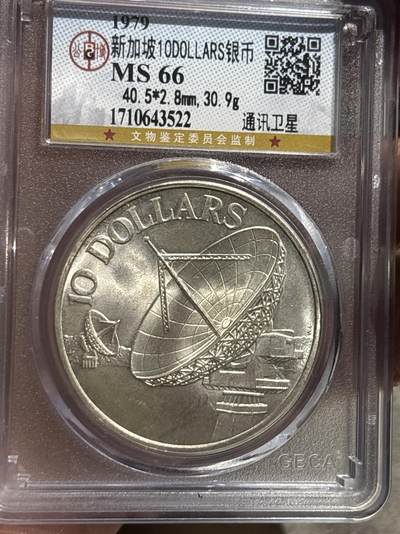 1979
新加坡10DOLLARS银币
MS 66
40.5*2.8mm,30.9g
1710643522
通讯卫星
★ 文物鉴定委员会监制 ★
10 DOLLARS
GBCA